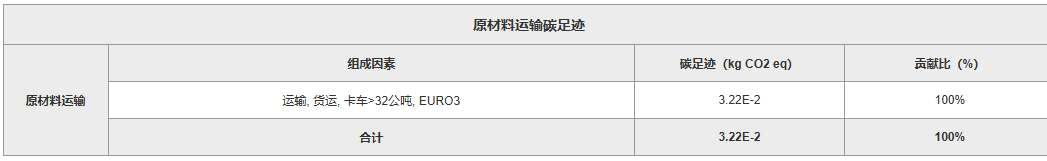 原材料运输碳足迹
原材料运输
组成因素 碳足迹（kg CO2 eq） 贡献比（%）
运输, 货运, 卡车>32公吨, EURO3 3.22E-2 100%
合计 3.22E-2 100%